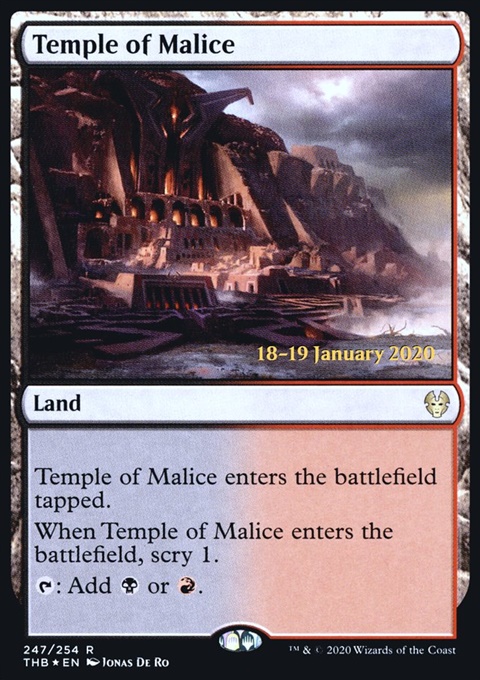 Temple of Malice
18–19 January 2020
Land
Temple of Malice enters the battlefield
tapped.
When Temple of Malice enters the
battlefield, scry 1.
: Add or .
247/254 R
THB★EN Jonas De Ro
™ & © 2020 Wizards of the Coast